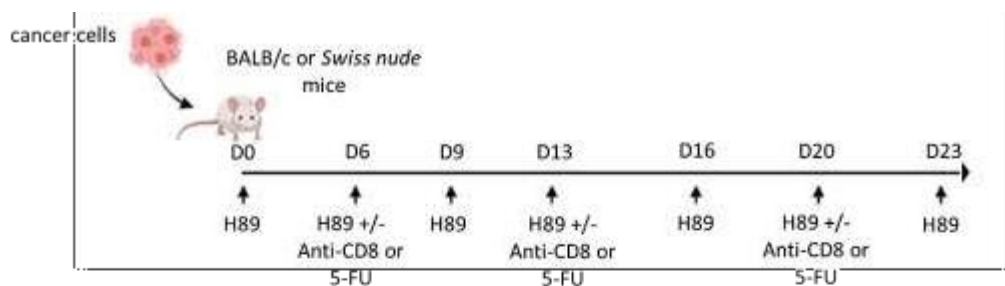 cancer cells
BALB/c or Swiss nude
mice
D0 D6 D9 D13 D16 D20 D23
H89 H89 +/- H89 H89 +/- H89 H89 +/- H89
Anti-CD8 or Anti-CD8 or Anti-CD8 or
5-FU 5-FU 5-FU